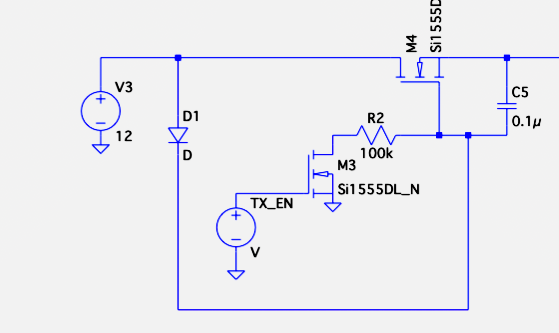 M4
Si1555D
V3
12
D1
D
R2
100k
C5
0.1µ
M3
Si1555DL_N
TX_EN
V